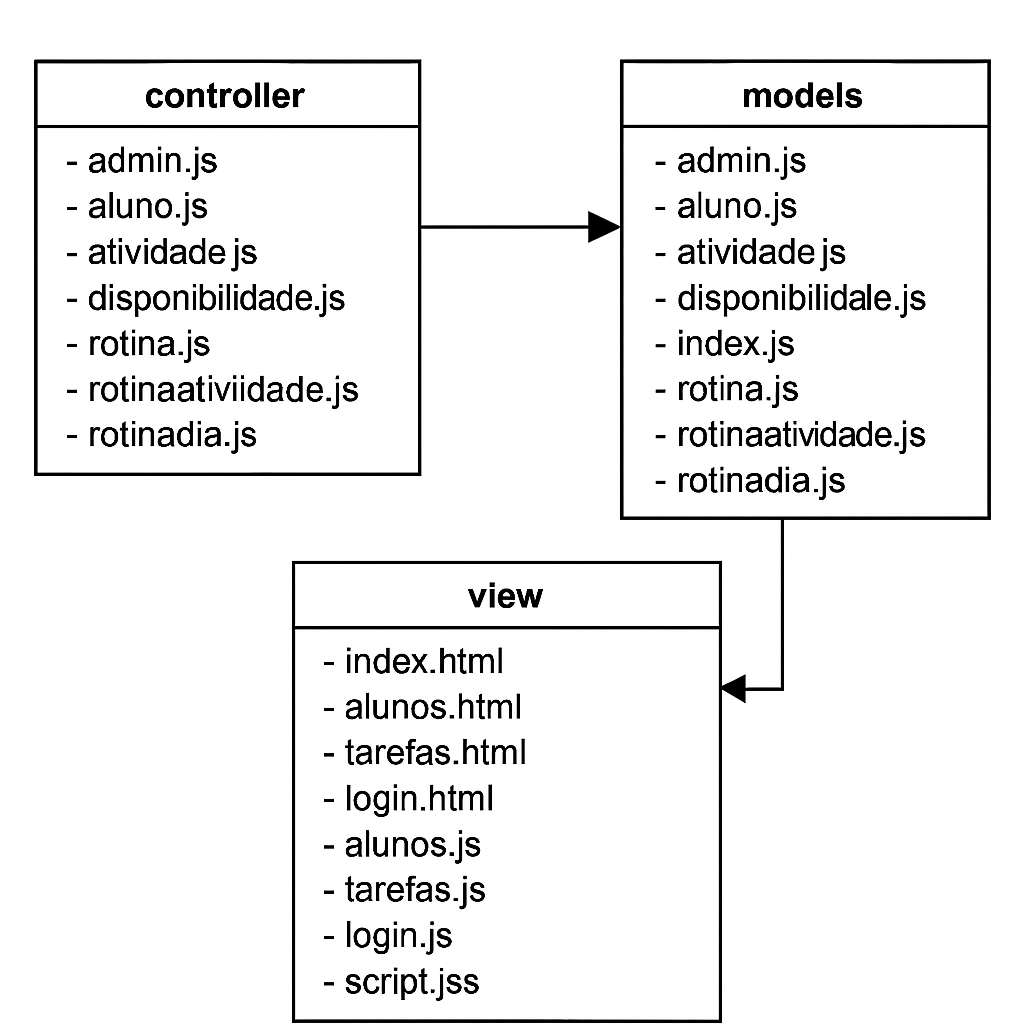 controller
- admin.js
- aluno.js
- atividade js
- disponibilidade.js
- rotina.js
- rotinaativiidade.js
- rotinadia.js
models
- admin.js
- aluno.js
- atividade js
- disponibilidale.js
- index.js
- rotina.js
- rotinaatividade.js
- rotinadia.js
view
- index.html
- alunos.html
- tarefas.html
- login.html
- alunos.js
- tarefas.js
- login.js
- script.jss